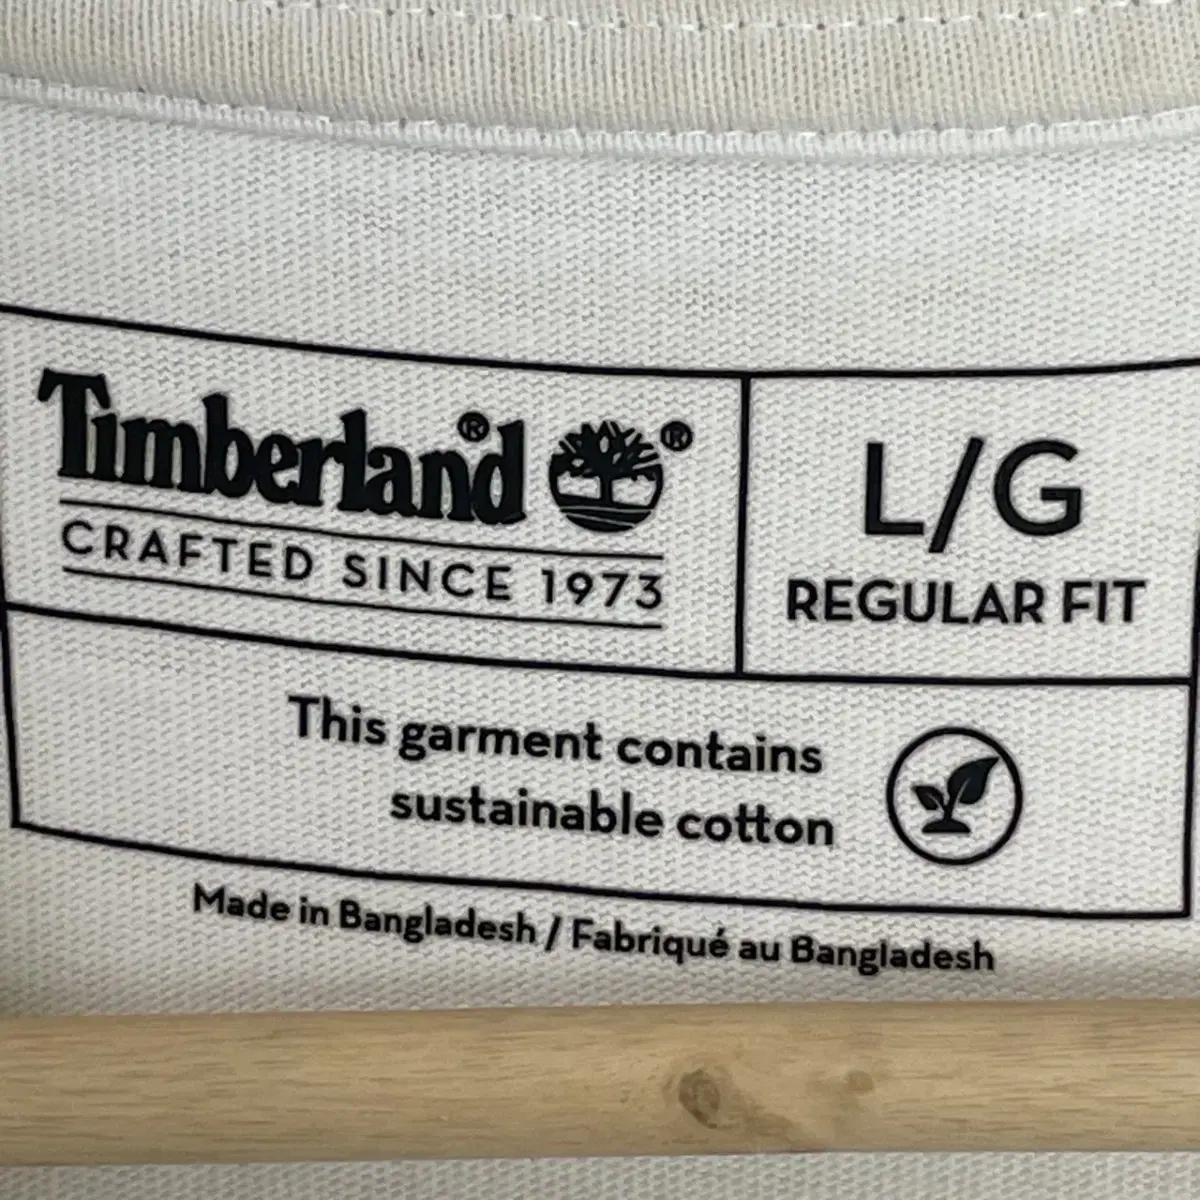 Timberland® ®
CRAFTED SINCE 1973
L/G
REGULAR FIT
This garment contains
sustainable cotton
Made in Bangladesh / Fabriqué au Bangladesh